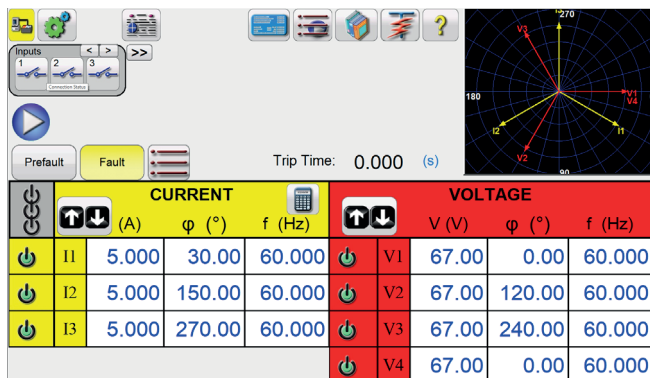 ?
Inputs
< >
>>
1 2 3
Connection Status
270
V3
180
V1
V4
I2
I1
V2
90
Prefault
Fault
Trip Time: 0.000 (s)
CURRENT
VOLTAGE
(A) φ (°) f (Hz)
V (V) φ (°) f (Hz)
I1 5.000 30.00 60.000 V1 67.00 0.00 60.000
I2 5.000 150.00 60.000 V2 67.00 120.00 60.000
I3 5.000 270.00 60.000 V3 67.00 240.00 60.000
V4 67.00 0.00 60.000